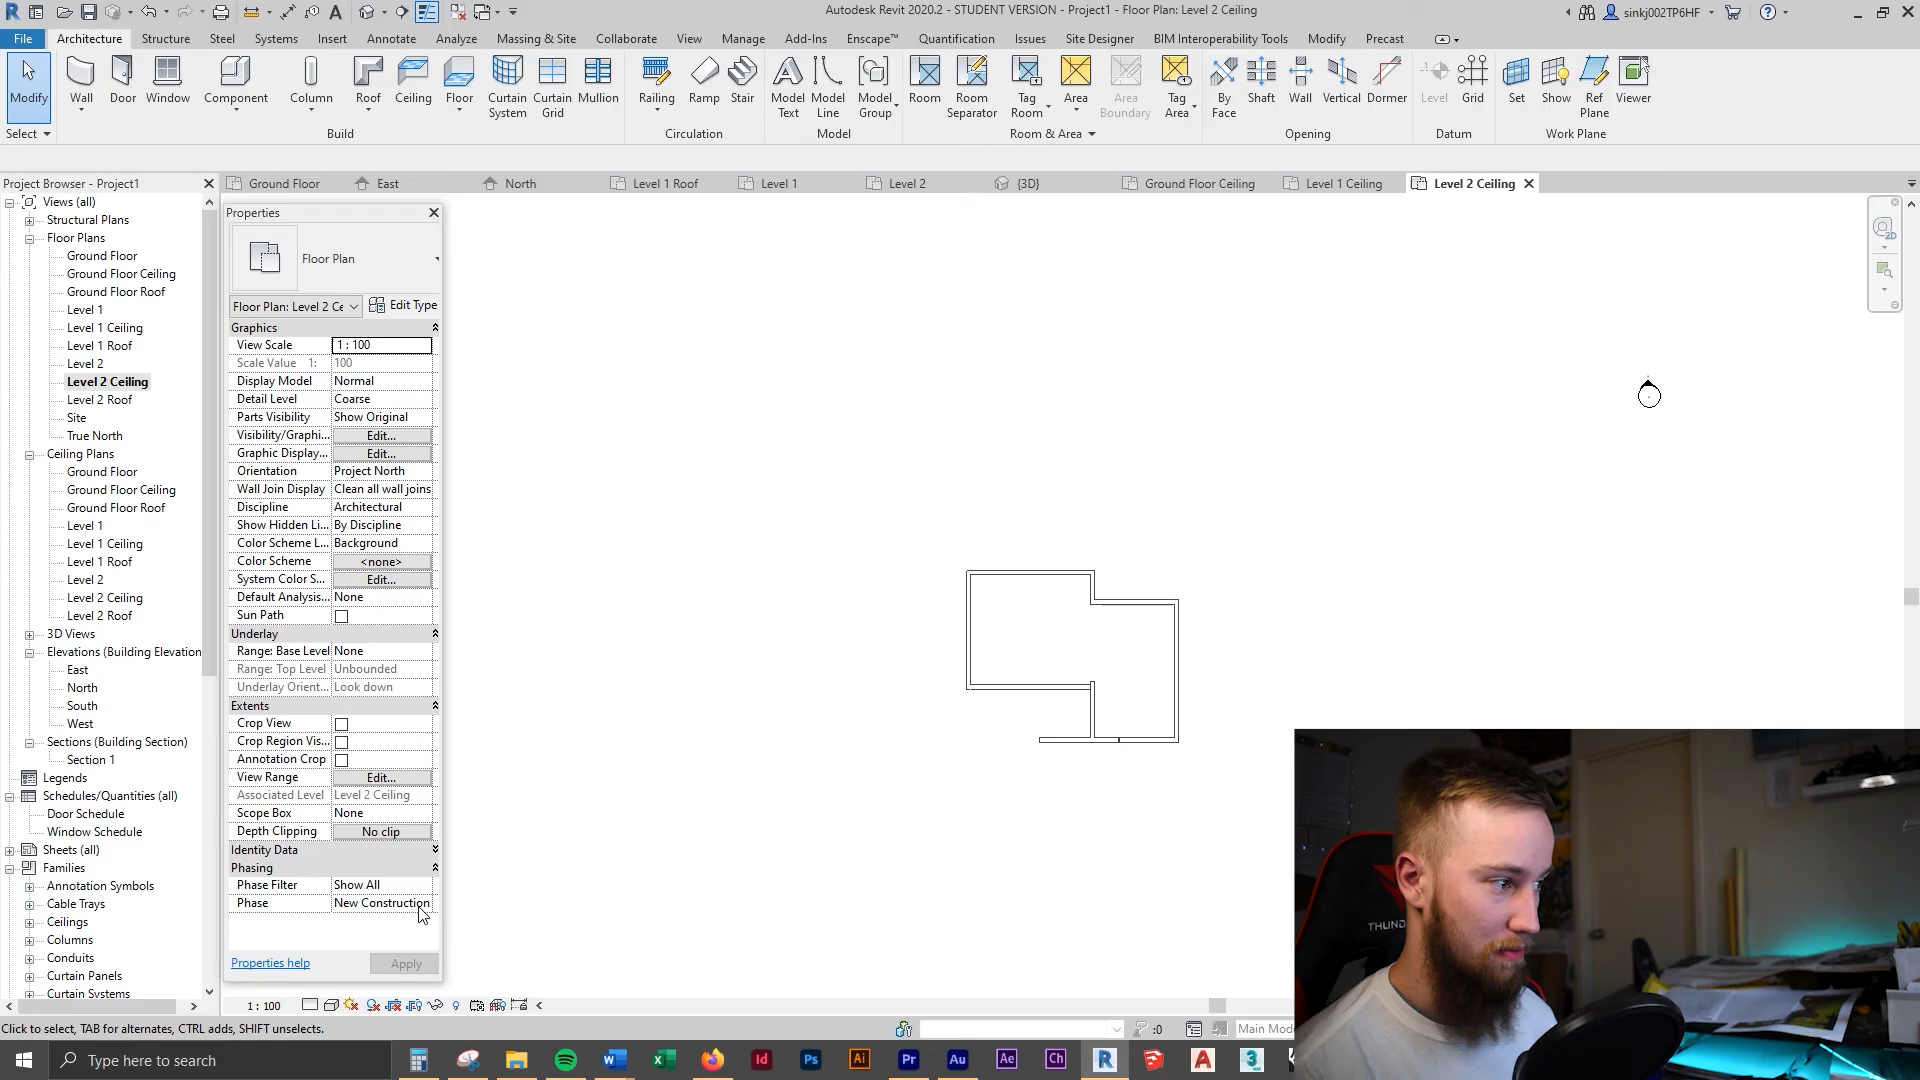 Autodesk Revit 2020.2 - STUDENT VERSION - Project1 - Floor Plan: Level 2 Ceiling
sinkj002TP6HF
File Architecture Structure Steel Systems Insert Annotate Analyze Massing & Site Collaborate View Manage Add-Ins Enscape™ Quantification Issues Site Designer BIM Interoperability Tools Modify Precast
Modify Wall Door Window Component Column Roof Ceiling Floor Curtain System Curtain Grid Mullion Railing Ramp Stair Model Text Model Line Model Group Room Room Separator Tag Room Area Area Boundary Tag Area By Face Shaft Wall Vertical Dormer Level Grid Set Show Ref Plane Viewer
Select Build Circulation Model Room & Area Opening Datum Work Plane
Project Browser - Project1
Ground Floor East North Level 1 Roof Level 1 Level 2 {3D} Ground Floor Ceiling Level 1 Ceiling Level 2 Ceiling
Views (all)
Structural Plans
Floor Plans
Ground Floor
Ground Floor Ceiling
Ground Floor Roof
Level 1
Level 1 Ceiling
Level 1 Roof
Level 2
Level 2 Ceiling
Level 2 Roof
Site
True North
Ceiling Plans
Ground Floor
Ground Floor Ceiling
Ground Floor Roof
Level 1
Level 1 Ceiling
Level 1 Roof
Level 2
Level 2 Ceiling
Level 2 Roof
3D Views
Elevations (Building Elevation
East
North
South
West
Sections (Building Section)
Section 1
Legends
Schedules/Quantities (all)
Door Schedule
Window Schedule
Sheets (all)
Families
Annotation Symbols
Cable Trays
Ceilings
Columns
Conduits
Curtain Panels
Curtain Systems
Properties
Floor Plan
Floor Plan: Level 2 Ce Edit Type
Graphics
View Scale 1 : 100
Scale Value 1: 100
Display Model Normal
Detail Level Coarse
Parts Visibility Show Original
Visibility/Graphi... Edit...
Graphic Display... Edit...
Orientation Project North
Wall Join Display Clean all wall joins
Discipline Architectural
Show Hidden Li... By Discipline
Color Scheme L... Background
Color Scheme <none>
System Color S... Edit...
Default Analysis... None
Sun Path
Underlay
Range: Base Level None
Range: Top Level Unbounded
Underlay Orient... Look down
Extents
Crop View
Crop Region Vis...
Annotation Crop
View Range Edit...
Associated Level Level 2 Ceiling
Scope Box None
Depth Clipping No clip
Identity Data
Phasing
Phase Filter Show All
Phase New Construction
Properties help Apply
2D
THUND
1 : 100
Click to select, TAB for alternates, CTRL adds, SHIFT unselects.
:0 Main Mod
Type here to search
Id Ps Ai Pr Au Ae Ch R A 3